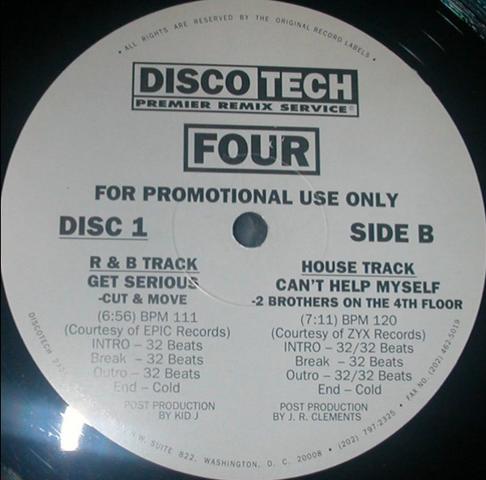 • ALL RIGHTS ARE RESERVED BY THE ORIGINAL RECORD LABELS •
DISCO TECH
PREMIER REMIX SERVICE®
FOUR
FOR PROMOTIONAL USE ONLY
DISC 1
SIDE B
R & B TRACK
GET SERIOUS
-CUT & MOVE
(6:56) BPM 111
(Courtesy of EPIC Records)
INTRO – 32 Beats
Break – 32 Beats
Outro – 32 Beats
End – Cold
POST PRODUCTION
BY KID J
HOUSE TRACK
CAN'T HELP MYSELF
-2 BROTHERS ON THE 4TH FLOOR
(7:11) BPM 120
(Courtesy of ZYX Records)
INTRO – 32/32 Beats
Break – 32 Beats
Outro – 32/32 Beats
End – Cold
POST PRODUCTION
BY J. R. CLEMENTS
DISCOTECH N.W. SUITE 822, WASHINGTON, D. C. 20008 • (202) 797-2325 • FAX NO. (202) 462-5019